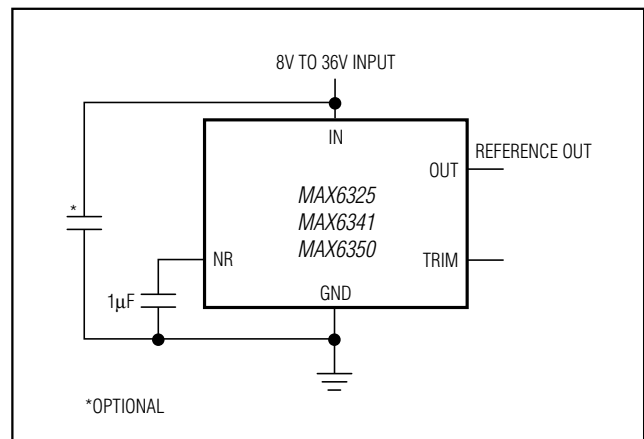 8V TO 36V INPUT
IN
OUT
REFERENCE OUT
MAX6325
MAX6341
MAX6350
*
NR
TRIM
1µF
GND
*OPTIONAL